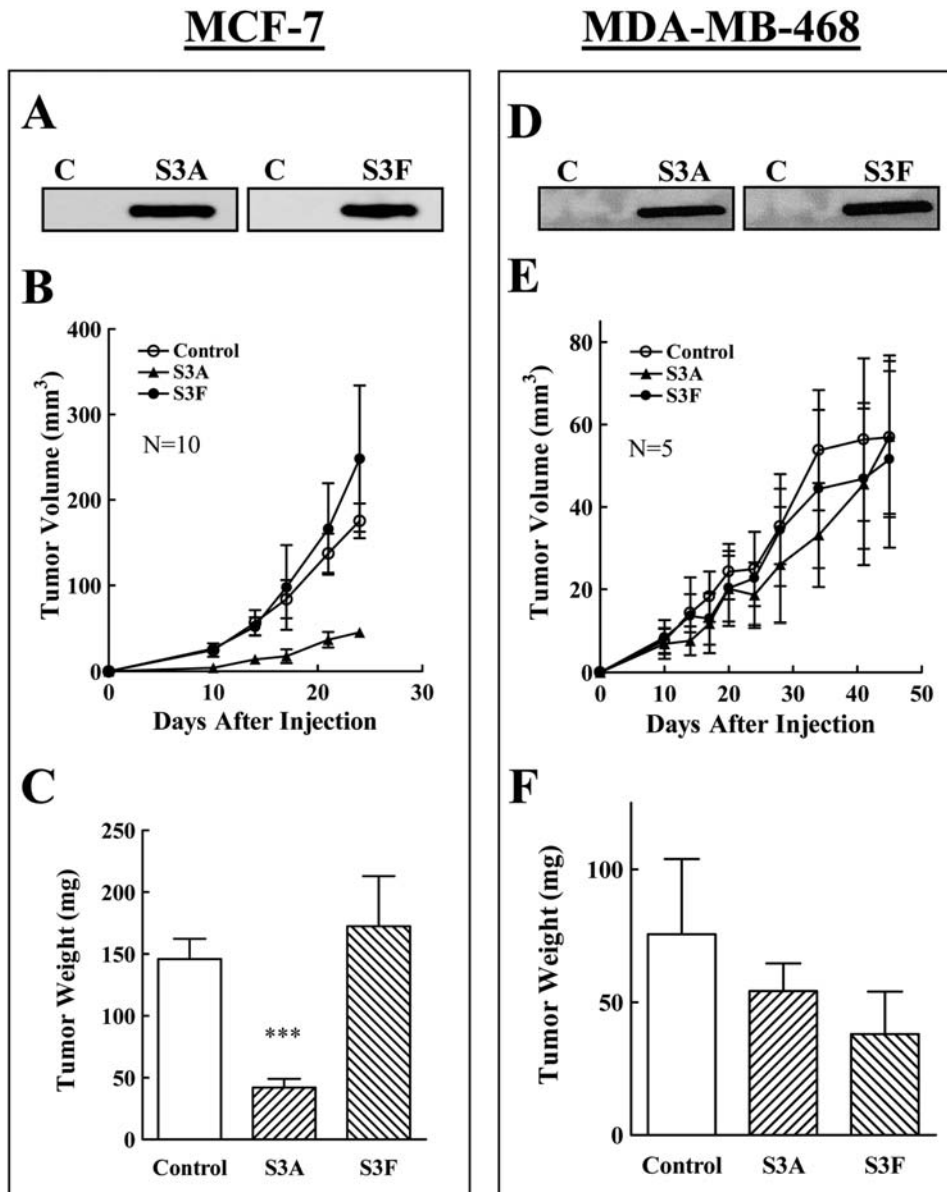 MCF-7
MDA-MB-468
A
C S3A C S3F
B
400
300
200
100
0
Tumor Volume (mm3)
Control
S3A
S3F
N=10
0 10 20 30
Days After Injection
C
250
200
150
100
50
0
Tumor Weight (mg)
***
Control S3A S3F
D
C S3A C S3F
E
80
60
40
20
0
Tumor Volume (mm3)
Control
S3A
S3F
N=5
0 10 20 30 40 50
Days After Injection
F
100
50
0
Tumor Weight (mg)
Control S3A S3F